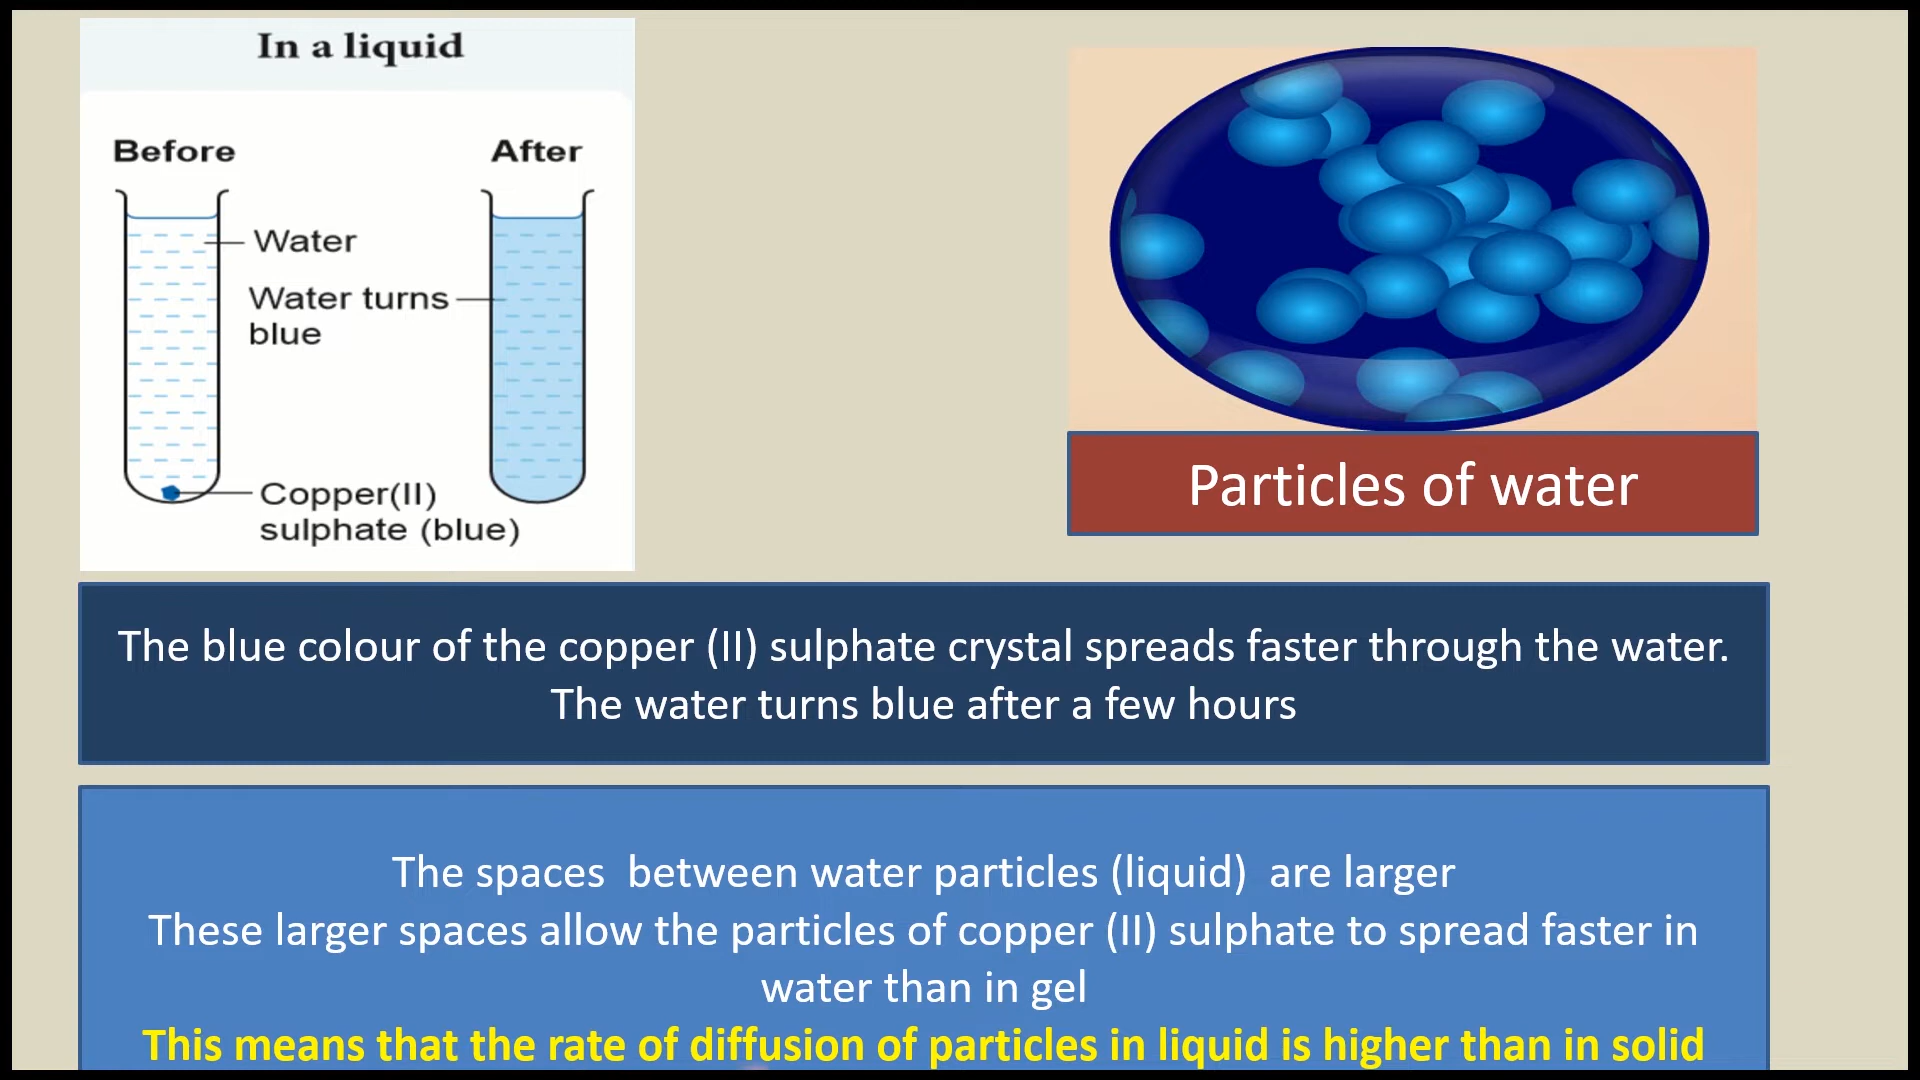 In a liquid
Before
After
Water
Water turns
blue
Copper(II)
sulphate (blue)
Particles of water
The blue colour of the copper (II) sulphate crystal spreads faster through the water.
The water turns blue after a few hours
The spaces  between water particles (liquid)  are larger
These larger spaces allow the particles of copper (II) sulphate to spread faster in
water than in gel
This means that the rate of diffusion of particles in liquid is higher than in solid